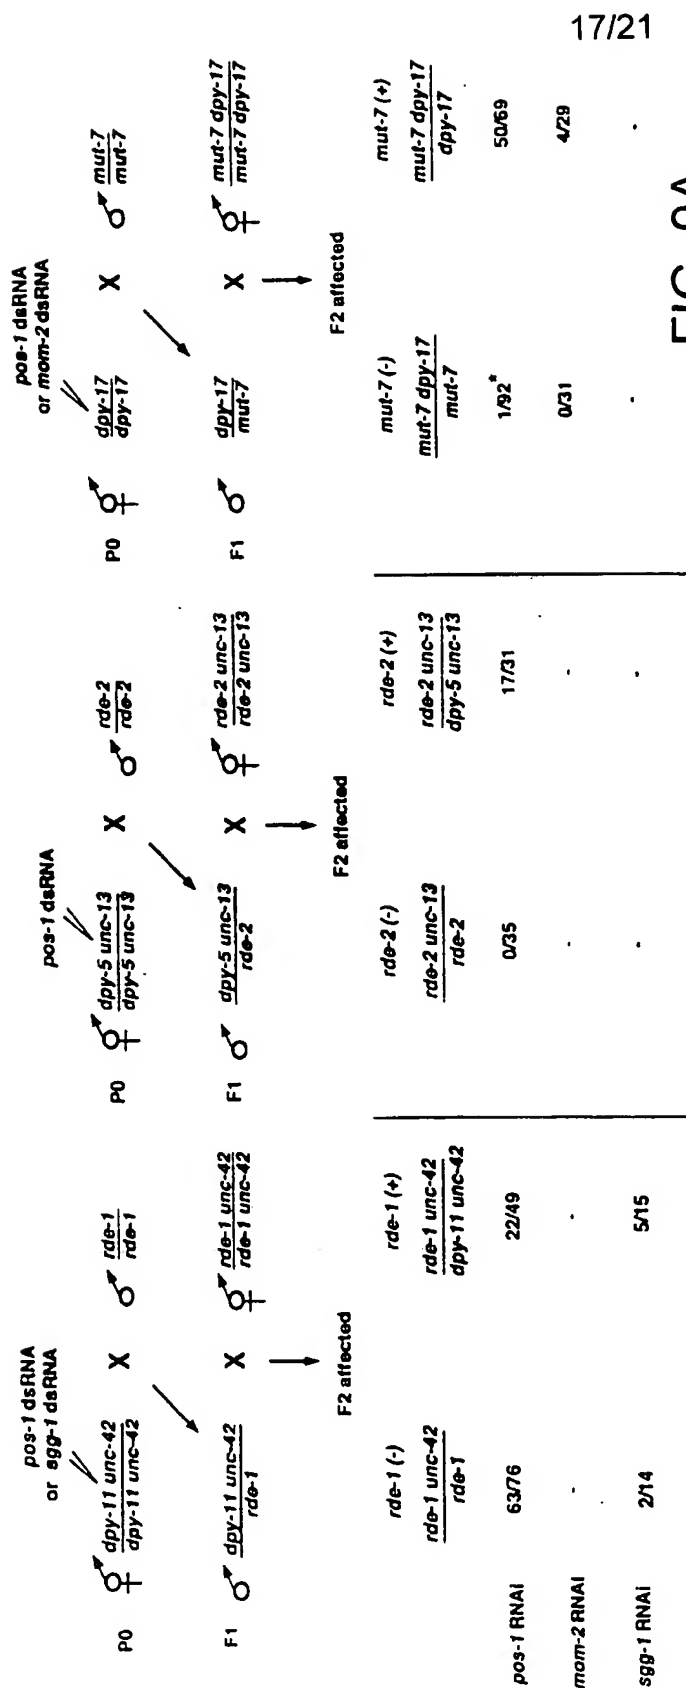 17/21
pos-1 dsRNA
or sgg-1 dsRNA
P0 dpy-11 unc-42 X rde-1
dpy-11 unc-42 rde-1
F1 dpy-11 unc-42 X rde-1 unc-42
rde-1 rde-1 unc-42
F2 affected
rde-1 (-) rde-1 (+)
rde-1 unc-42 rde-1 unc-42
rde-1 dpy-11 unc-42
pos-1 RNAi 63/76 22/49
mom-2 RNAi - -
sgg-1 RNAi 2/14 5/15
pos-1 dsRNA
P0 dpy-5 unc-13 X rde-2
dpy-5 unc-13 rde-2
F1 dpy-5 unc-13 X rde-2 unc-13
rde-2 rde-2 unc-13
F2 affected
rde-2 (-) rde-2 (+)
rde-2 unc-13 rde-2 unc-13
rde-2 dpy-5 unc-13
0/35 17/31
- -
- -
pos-1 dsRNA
or mom-2 dsRNA
P0 dpy-17 X mut-7
dpy-17 mut-7
F1 dpy-17 X mut-7 dpy-17
mut-7 mut-7 dpy-17
F2 affected
mut-7 (-) mut-7 (+)
mut-7 dpy-17 mut-7 dpy-17
mut-7 dpy-17
1/92* 50/69
0/31 4/29
- -
FIG. 9A